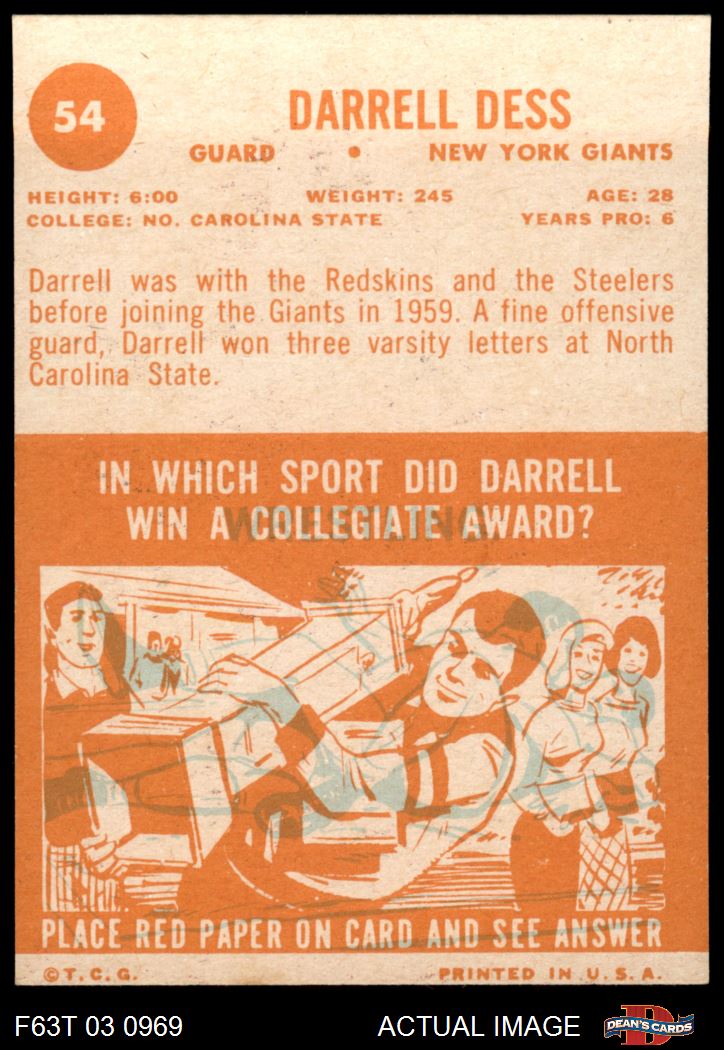 54
DARRELL DESS
GUARD • NEW YORK GIANTS
HEIGHT: 6:00 WEIGHT: 245 AGE: 28
COLLEGE: NO. CAROLINA STATE YEARS PRO: 6
Darrell was with the Redskins and the Steelers
before joining the Giants in 1959. A fine offensive
guard, Darrell won three varsity letters at North
Carolina State.
IN WHICH SPORT DID DARRELL
WIN A COLLEGIATE AWARD?
WRESTLING.
PLACE RED PAPER ON CARD AND SEE ANSWER
©T.C.G. PRINTED IN U.S.A.
F63T 03 0969 ACTUAL IMAGE DEAN'S CARDS